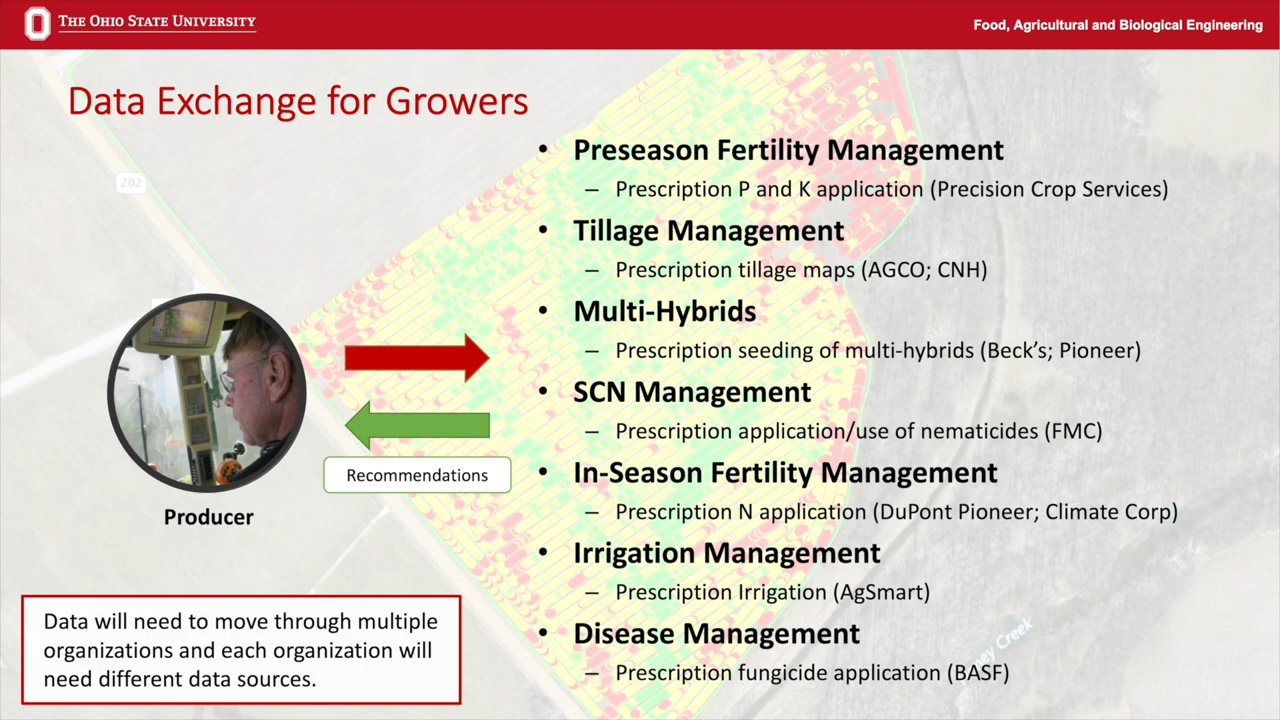 THE OHIO STATE UNIVERSITY
Food, Agricultural and Biological Engineering
Data Exchange for Growers
• Preseason Fertility Management
– Prescription P and K application (Precision Crop Services)
• Tillage Management
– Prescription tillage maps (AGCO; CNH)
• Multi-Hybrids
– Prescription seeding of multi-hybrids (Beck's; Pioneer)
• SCN Management
– Prescription application/use of nematicides (FMC)
• In-Season Fertility Management
– Prescription N application (DuPont Pioneer; Climate Corp)
• Irrigation Management
– Prescription Irrigation (AgSmart)
• Disease Management
– Prescription fungicide application (BASF)
202
Recommendations
Producer
Data will need to move through multiple
organizations and each organization will
need different data sources.
Creek